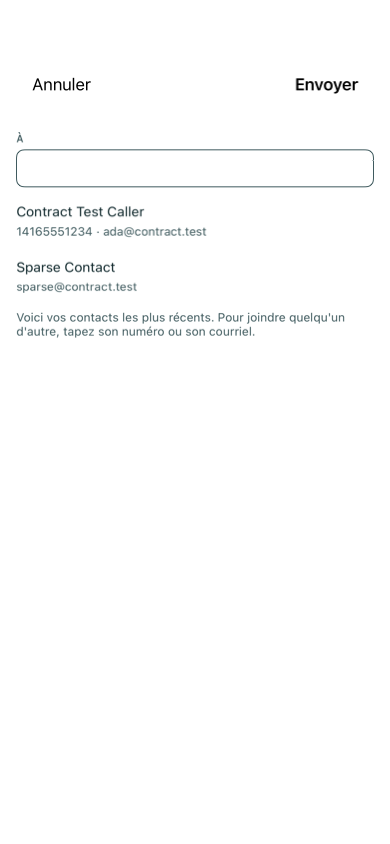 Annuler
Envoyer
À
Contract Test Caller
14165551234 · ada@contract.test
Sparse Contact
sparse@contract.test
Voici vos contacts les plus récents. Pour joindre quelqu'un
d'autre, tapez son numéro ou son courriel.